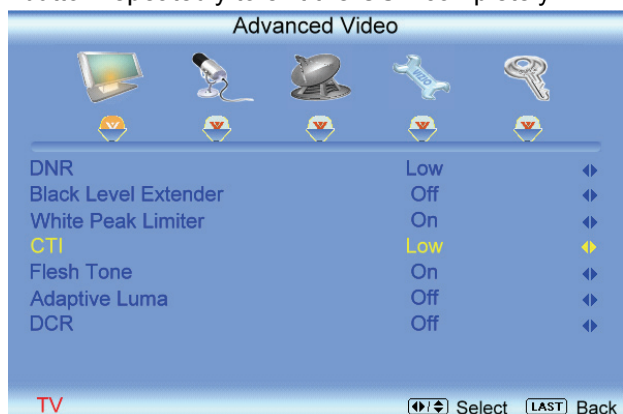 Advanced Video
DNR Low
Black Level Extender Off
White Peak Limiter On
CTI Low
Flesh Tone On
Adaptive Luma Off
DCR Off
TV Select LAST Back